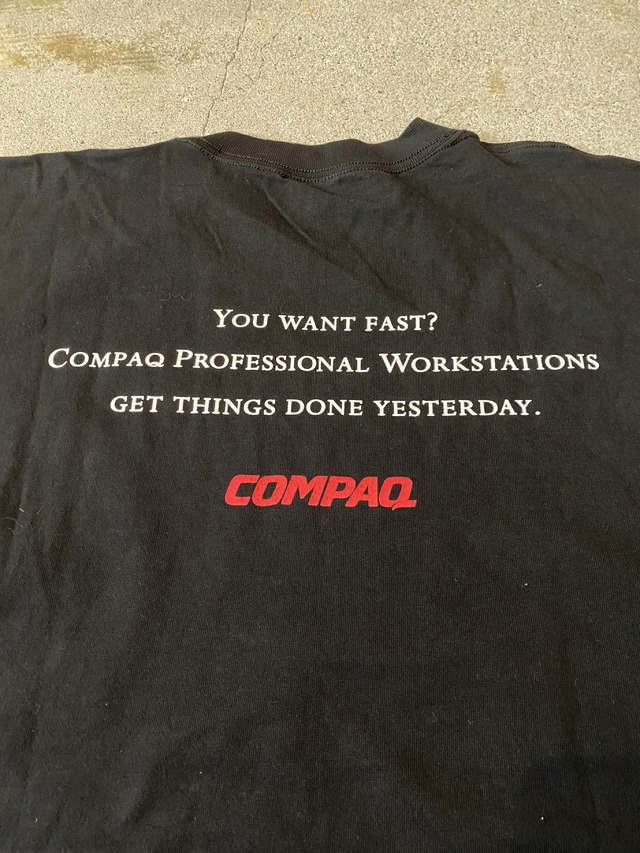 You want fast?
Compaq Professional Workstations
get things done yesterday.
COMPAQ